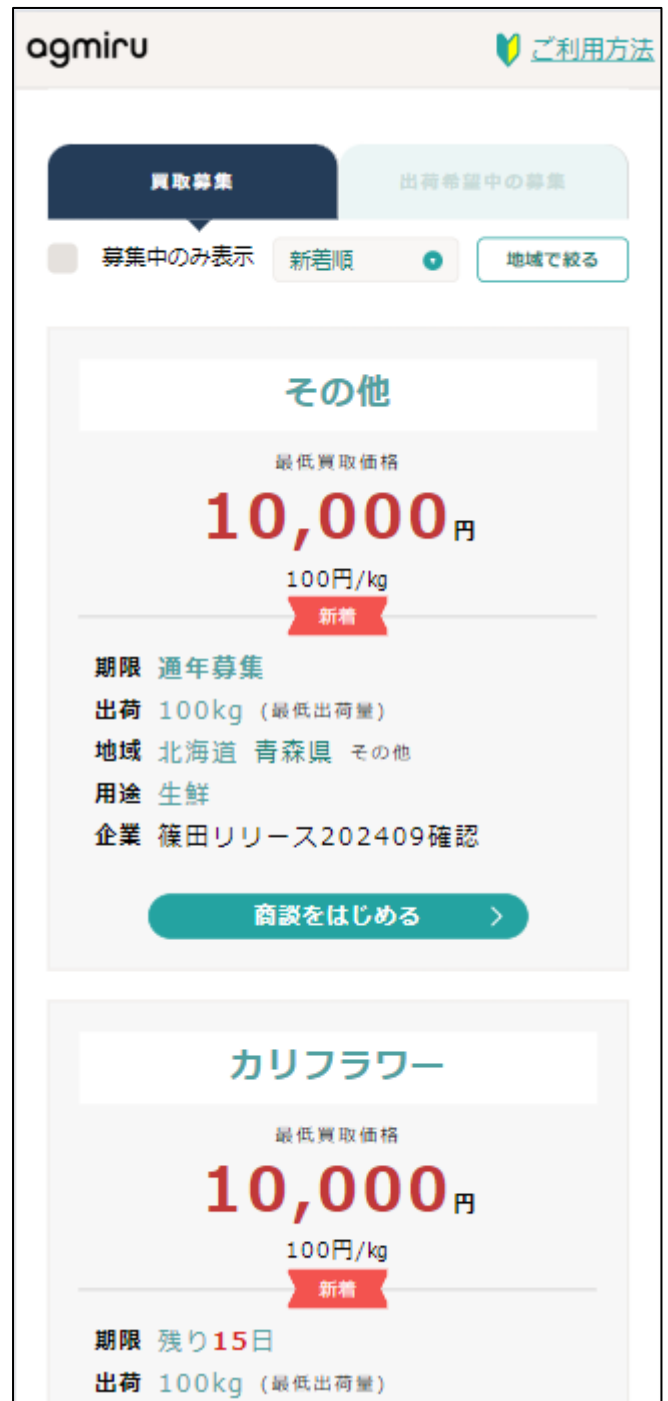 agmiru ご利用方法
買取募集 出荷希望中の募集
募集中のみ表示 新着順 地域で絞る
その他
最低買取価格
10,000円
100円/kg
新着
期限 通年募集
出荷 100kg (最低出荷量)
地域 北海道 青森県 その他
用途 生鮮
企業 篠田リリース202409確認
商談をはじめる
カリフラワー
最低買取価格
10,000円
100円/kg
新着
期限 残り15日
出荷 100kg (最低出荷量)